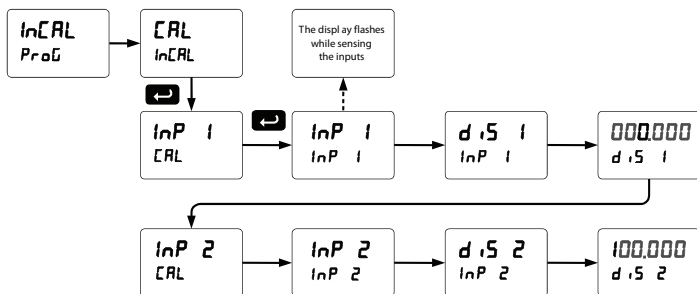 InCAL
ProG
CAL
InCAL
The display flashes
while sensing
the inputs
InP 1
CAL
InP 1
InP 1
diS 1
InP 1
000.000
diS 1
InP 2
CAL
InP 2
InP 2
diS 2
InP 2
100.000
diS 2